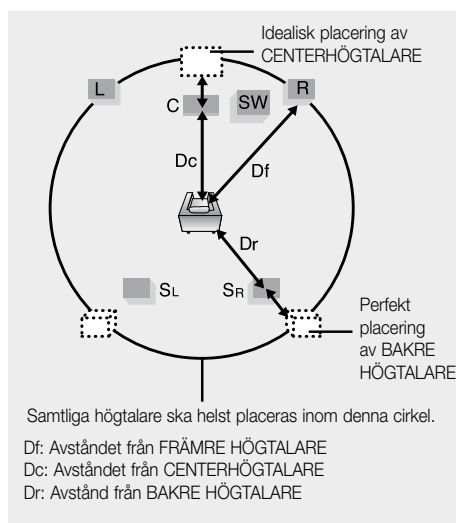 Idealisk placering av
CENTERHÖGTALARE
L
R
C
SW
Dc
Df
Dr
SL
SR
Perfekt
placering
av BAKRE
HÖGTALARE
Samtliga högtalare ska helst placeras inom denna cirkel.
Df: Avståndet från FRÄMRE HÖGTALARE
Dc: Avståndet från CENTERHÖGTALARE
Dr: Avstånd från BAKRE HÖGTALARE